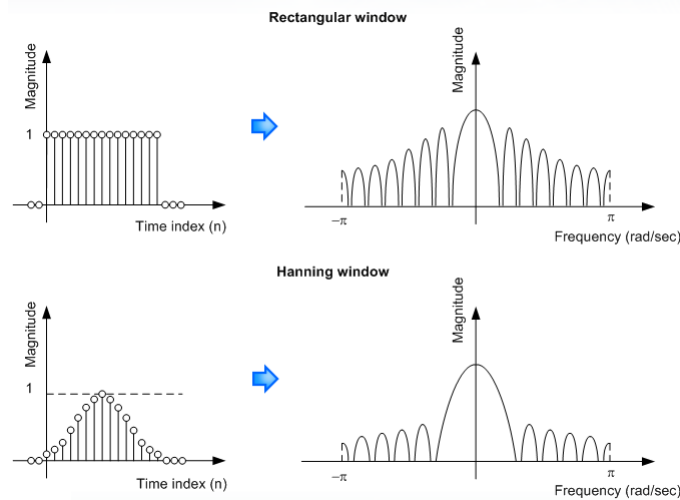 Rectangular window
Magnitude
1
Time index (n)
Magnitude
−π
π
Frequency (rad/sec)
Hanning window
Magnitude
1
Time index (n)
Magnitude
−π
π
Frequency (rad/sec)